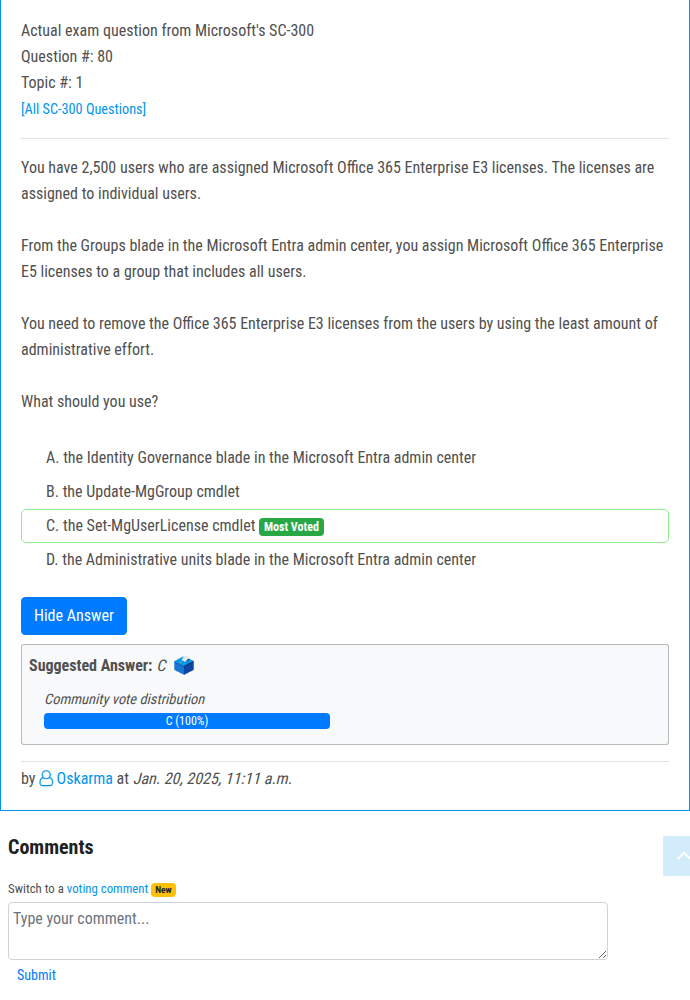 Actual exam question from Microsoft's SC-300
Question #: 80
Topic #: 1
[All SC-300 Questions]
You have 2,500 users who are assigned Microsoft Office 365 Enterprise E3 licenses. The licenses are
assigned to individual users.
From the Groups blade in the Microsoft Entra admin center, you assign Microsoft Office 365 Enterprise
E5 licenses to a group that includes all users.
You need to remove the Office 365 Enterprise E3 licenses from the users by using the least amount of
administrative effort.
What should you use?
A. the Identity Governance blade in the Microsoft Entra admin center
B. the Update-MgGroup cmdlet
C. the Set-MgUserLicense cmdlet Most Voted
D. the Administrative units blade in the Microsoft Entra admin center
Hide Answer
Suggested Answer: C
Community vote distribution
C (100%)
by Oskarma at Jan. 20, 2025, 11:11 a.m.
Comments
Switch to a voting comment New
Type your comment...
Submit